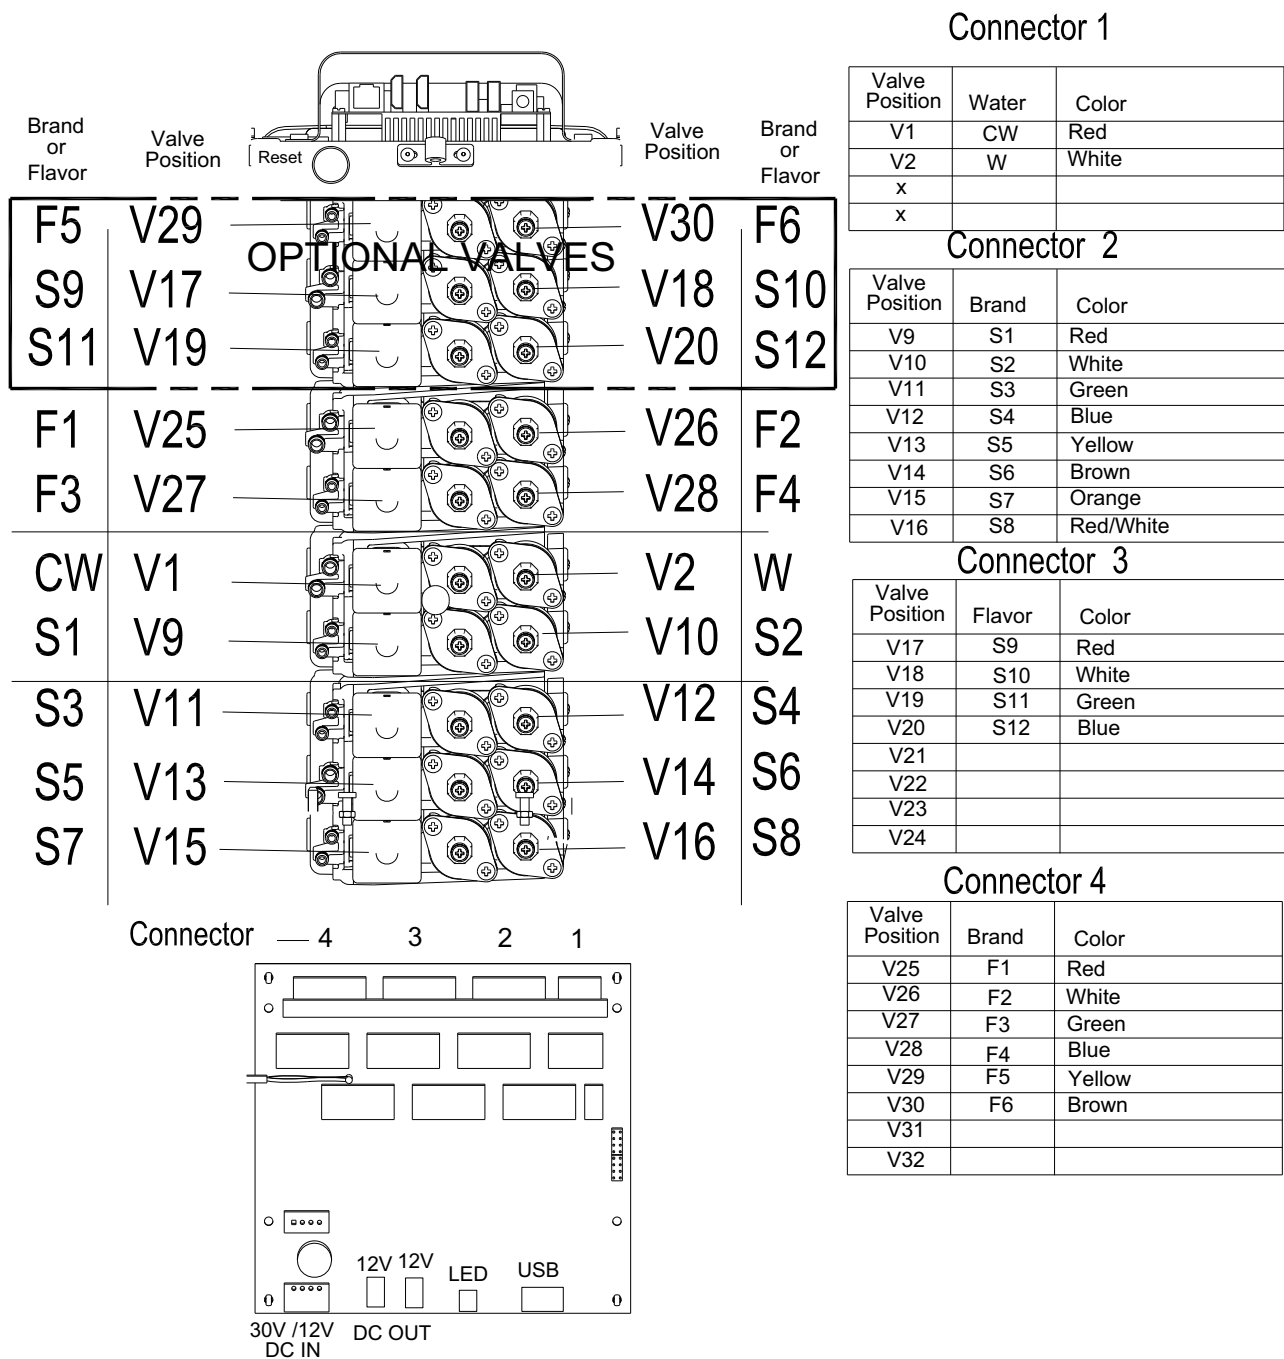 Connector 1
Valve Position Water Color
V1 CW Red
V2 W White
x
x
Brand or Flavor
Valve Position
Reset
Valve Position
Brand or Flavor
F5 V29 V30 F6
OPTIONAL VALVES
S9 V17 V18 S10
S11 V19 V20 S12
F1 V25 V26 F2
F3 V27 V28 F4
CW V1 V2 W
S1 V9 V10 S2
S3 V11 V12 S4
S5 V13 V14 S6
S7 V15 V16 S8
Connector 2
Valve Position Brand Color
V9 S1 Red
V10 S2 White
V11 S3 Green
V12 S4 Blue
V13 S5 Yellow
V14 S6 Brown
V15 S7 Orange
V16 S8 Red/White
Connector 3
Valve Position Flavor Color
V17 S9 Red
V18 S10 White
V19 S11 Green
V20 S12 Blue
V21
V22
V23
V24
Connector 4
Valve Position Brand Color
V25 F1 Red
V26 F2 White
V27 F3 Green
V28 F4 Blue
V29 F5 Yellow
V30 F6 Brown
V31
V32
Connector 4 3 2 1
12V 12V LED USB
30V /12V DC IN
DC OUT